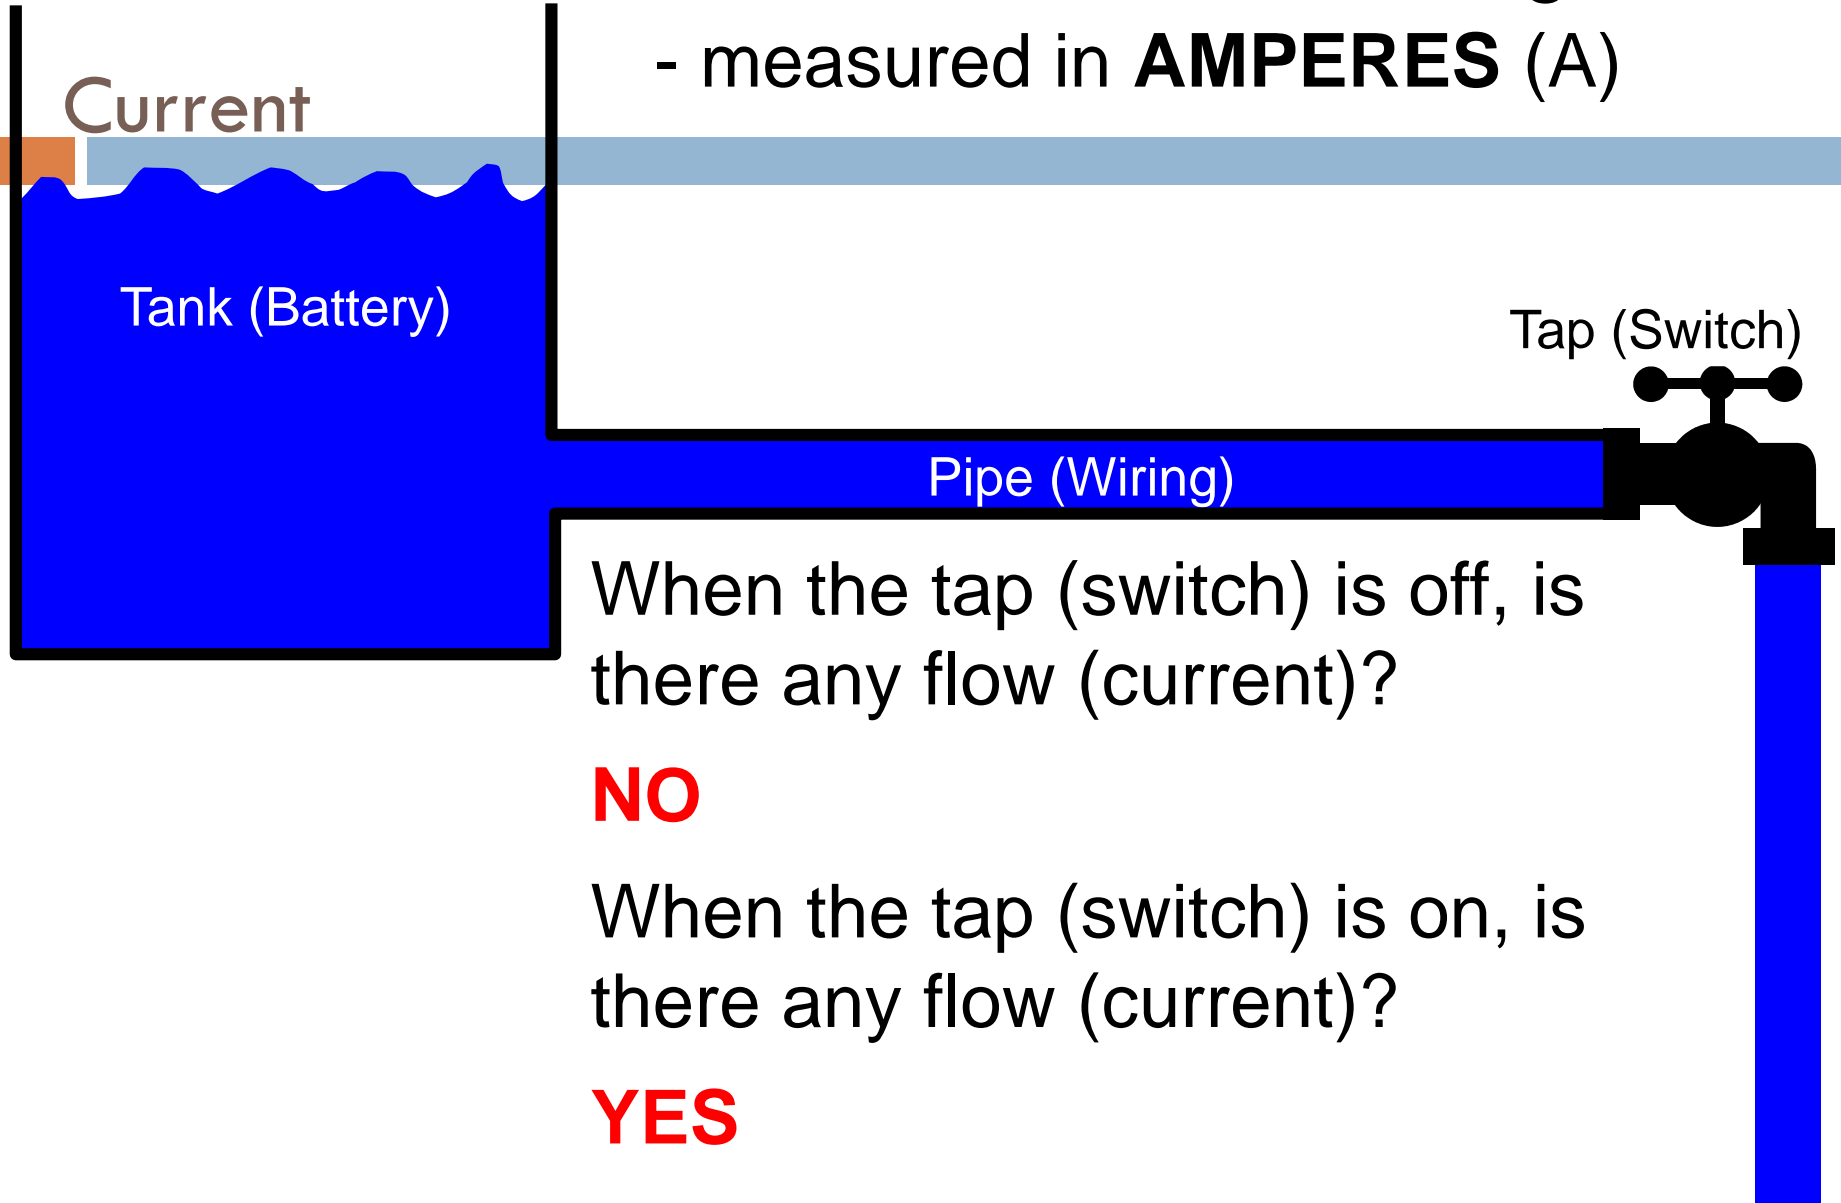 - measured in AMPERES (A)
Current
Tank (Battery)
Tap (Switch)
Pipe (Wiring)
When the tap (switch) is off, is
there any flow (current)?
NO
When the tap (switch) is on, is
there any flow (current)?
YES